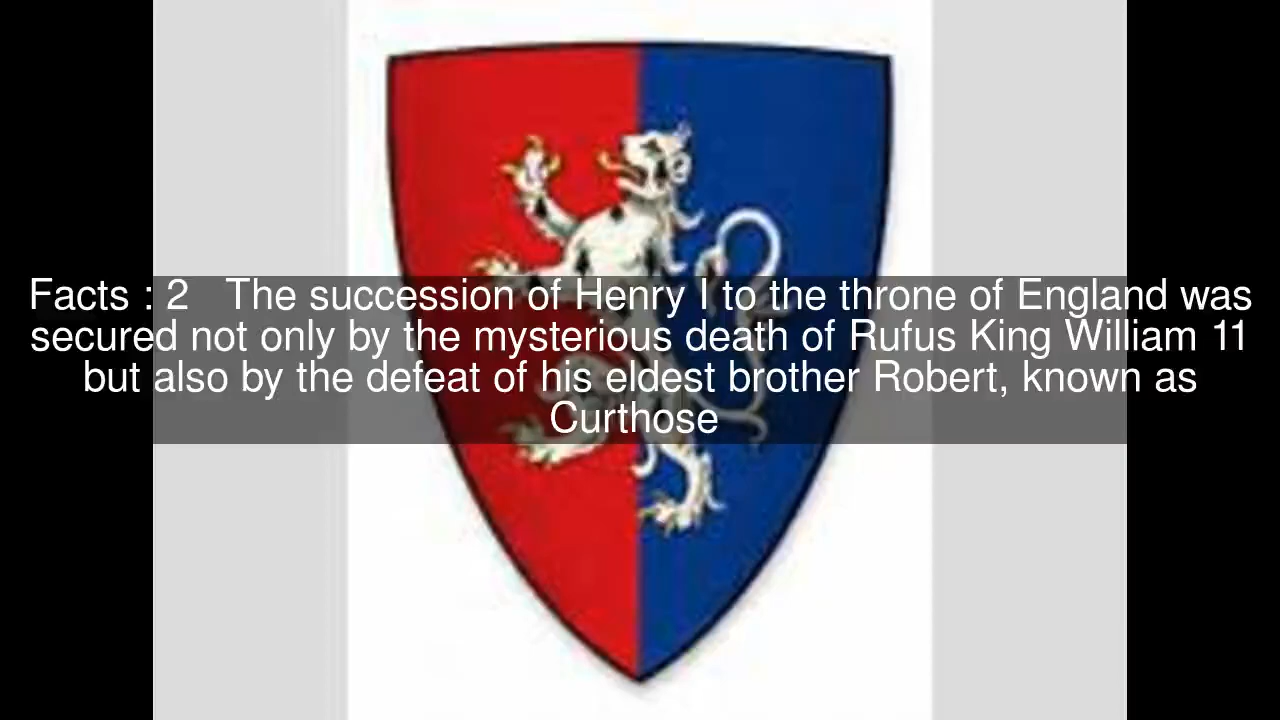 Facts : 2   The succession of Henry I to the throne of England was
secured not only by the mysterious death of Rufus King William 11
but also by the defeat of his eldest brother Robert, known as
Curthose